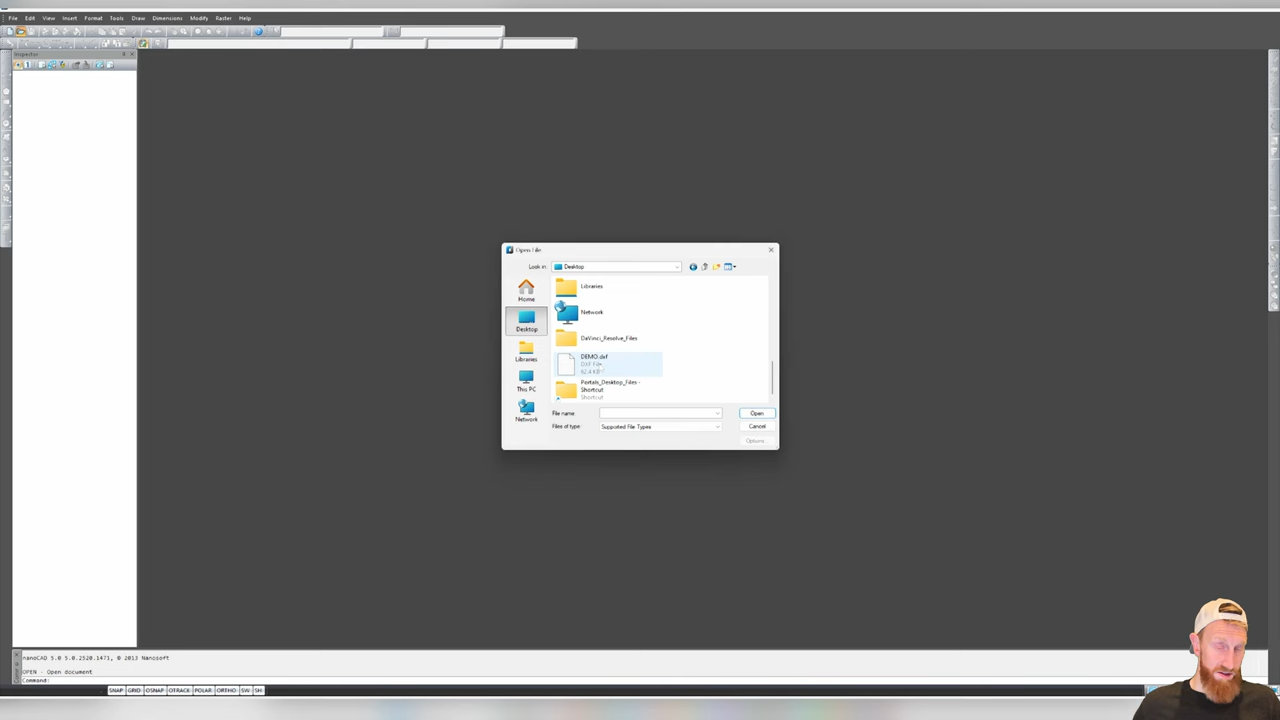 File Edit View Insert Format Tools Draw Dimensions Modify Raster Help
Inspector
Open File
Look in: Desktop
Home
Desktop
Libraries
This PC
Network
Libraries
Network
DaVinci_Resolve_Files
DEMO.dxf
DXF File
62.4 KB
Portals_Desktop_Files -
Shortcut
Shortcut
File name: Open
Files of type: Supported File Types Cancel
Options
nanoCAD 5.0 5.0.2520.1471, © 2013 Nanosoft
OPEN - Open document
Command:
SNAP GRID OSNAP OTRACK POLAR ORTHO SW SH